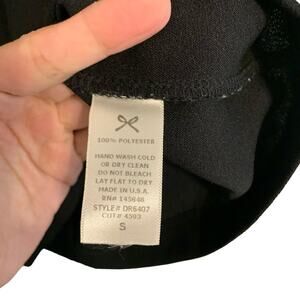 100% POLYESTER
HAND WASH COLD
OR DRY CLEAN
DO NOT BLEACH
LAY FLAT TO DRY
MADE IN U.S.A.
RN# 145648
STYLE# DR6407
CUT# 4593
S